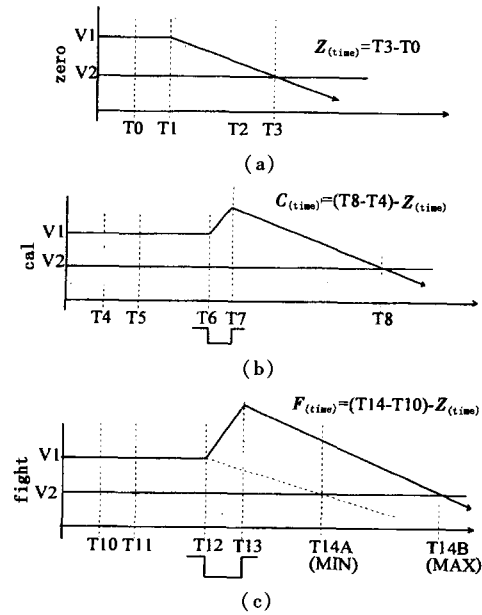 V1
V2
zero
Z(time)=T3-T0
T0 T1 T2 T3
(a)
V1
V2
cal
C(time)=(T8-T4)-Z(time)
T4 T5 T6 T7 T8
(b)
V1
V2
fight
F(time)=(T14-T10)-Z(time)
T10 T11 T12 T13 T14A T14B
(MIN) (MAX)
(c)